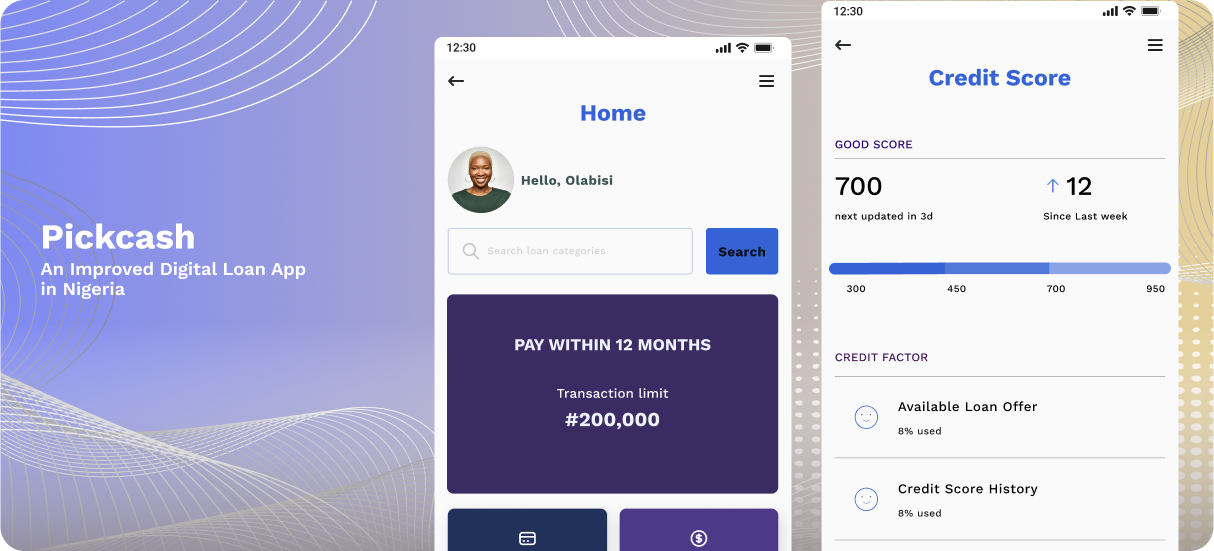 Pickcash
An Improved Digital Loan App
in Nigeria
12:30
Home
Hello, Olabisi
Search loan categories
Search
PAY WITHIN 12 MONTHS
Transaction limit
#200,000
12:30
Credit Score
GOOD SCORE
700
12
next updated in 3d
Since Last week
300
450
700
950
CREDIT FACTOR
Available Loan Offer
8% used
Credit Score History
8% used